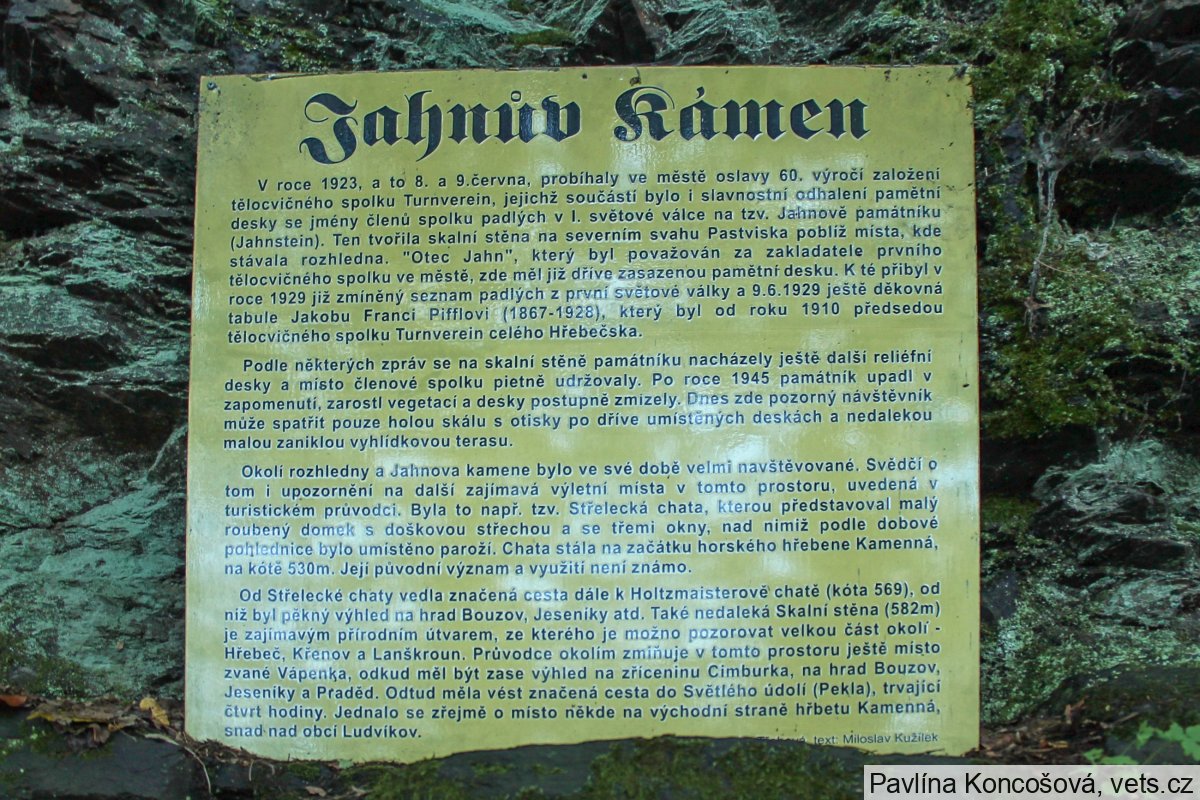 Jahnův Kámen
V roce 1923, a to 8. a 9.června, probíhaly ve městě oslavy 60. výročí založení
tělocvičného spolku Turnverein, jejichž součástí bylo i slavnostní odhalení pamětní
desky se jmény členů spolku padlých v I. světové válce na tzv. Jahnově památníku
(Jahnstein). Ten tvořila skalní stěna na severním svahu Pastviska poblíž místa, kde
stávala rozhledna. "Otec Jahn", který byl považován za zakladatele prvního
tělocvičného spolku ve městě, zde měl již dříve zasazenou pamětní desku. K té přibyl v
roce 1929 již zmíněný seznam padlých z první světové války a 9.6.1929 ještě děkovná
tabule Jakobu Franci Pifflovi (1867-1928), který byl od roku 1910 předsedou
tělocvičného spolku Turnverein celého Hřebečska.
Podle některých zpráv se na skalní stěně památníku nacházely ještě další reliéfní
desky a místo členové spolku pietně udržovaly. Po roce 1945 památník upadl v
zapomenutí, zarostl vegetací a desky postupně zmizely. Dnes zde pozorný návštěvník
může spatřit pouze holou skálu s otisky po dříve umístěných deskách a nedalekou
malou zaniklou vyhlídkovou terasu.
Okolí rozhledny a Jahnova kamene bylo ve své době velmi navštěvované. Svědčí o
tom i upozornění na další zajímavá výletní místa v tomto prostoru, uvedená v
turistickém průvodci. Byla to např. tzv. Střelecká chata, kterou představoval malý
roubený domek s doškovou střechou a se třemi okny, nad nimiž podle dobové
pohlednice bylo umístěno paroží. Chata stála na začátku horského hřebene Kamenná,
na kótě 530m. Její původní význam a využití není známo.
Od Střelecké chaty vedla značená cesta dále k Holtzmaisterově chatě (kóta 569), od
níž byl pěkný výhled na hrad Bouzov, Jeseníky atd. Také nedaleká Skalní stěna (582m)
je zajímavým přírodním útvarem, ze kterého je možno pozorovat velkou část okolí -
Hřebeč, Křenov a Lanškroun. Průvodce okolím zmiňuje v tomto prostoru ještě místo
zvané Vápenka, odkud měl být zase výhled na zříceninu Cimburka, na hrad Bouzov,
Jeseníky a Praděd. Odtud měla vést značená cesta do Světlého údolí (Pekla), trvající
čtvrt hodiny. Jednalo se zřejmě o místo někde na východní straně hřbetu Kamenná,
snad nad obcí Ludvíkov.
text: Miloslav Kužílek
Pavlína Koncošová, vets.cz